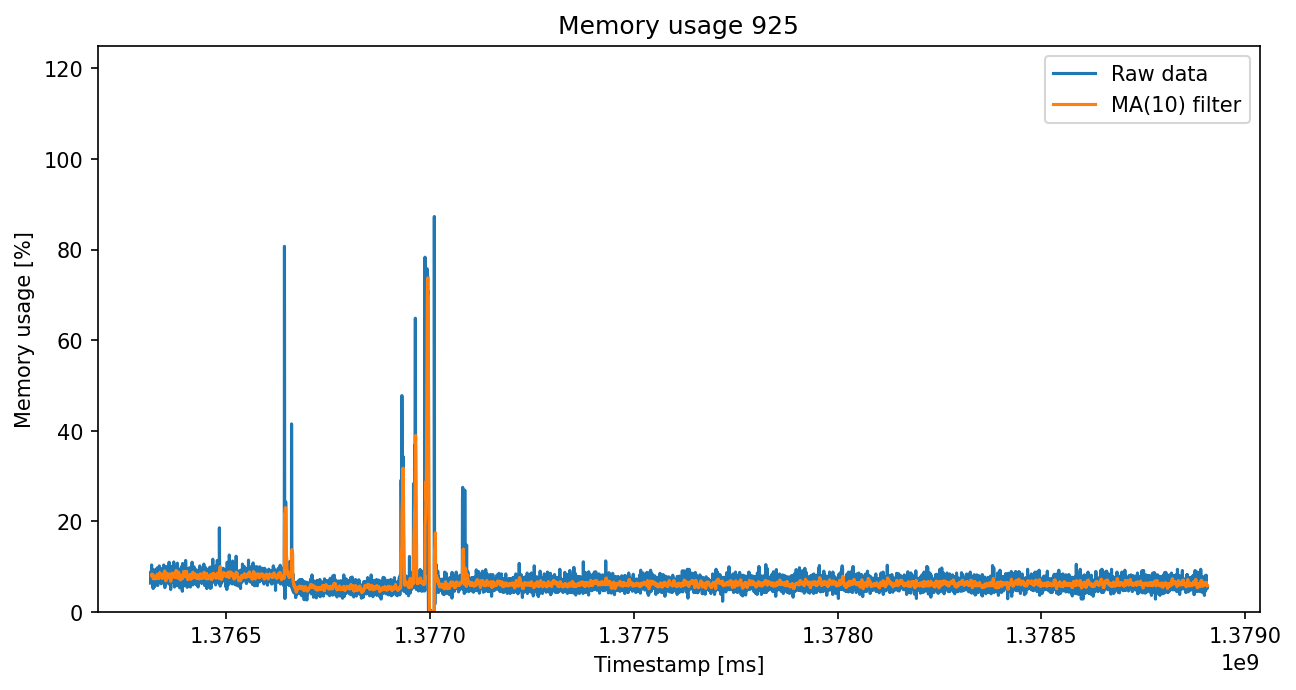 Memory usage 925
Raw data
MA(10) filter
Memory usage [%]
120
100
80
60
40
20
0
1.3765 1.3770 1.3775 1.3780 1.3785 1.3790
1e9
Timestamp [ms]